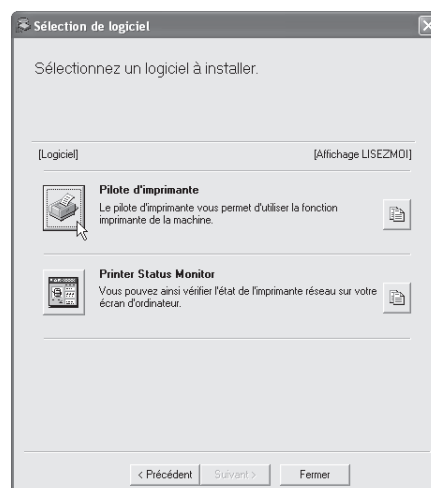 Sélection de logiciel
Sélectionnez un logiciel à installer.
[Logiciel] [Affichage LISEZMOI]
Pilote d'imprimante
Le pilote d'imprimante vous permet d'utiliser la fonction
imprimante de la machine.
Printer Status Monitor
Vous pouvez ainsi vérifier l'état de l'imprimante réseau sur votre
écran d'ordinateur.
< Précédent Suivant > Fermer